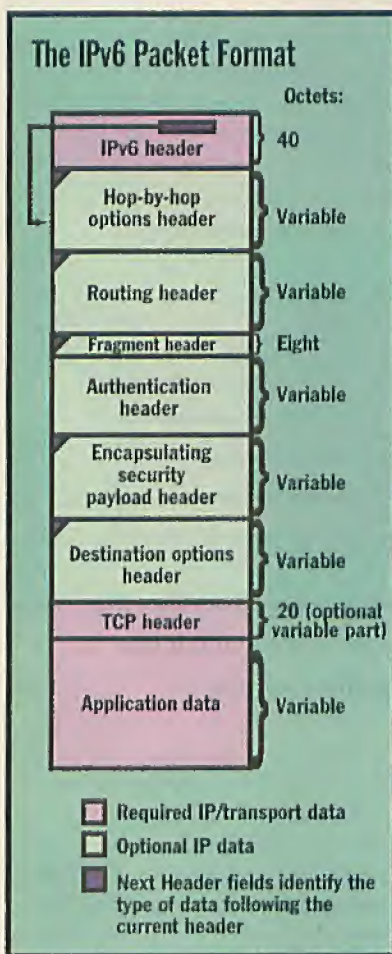 The IPv6 Packet Format
Octets:
IPv6 header
40
Hop-by-hop
options header
Variable
Routing header
Variable
Fragment header
Eight
Authentication
header
Variable
Encapsulating
security
payload header
Variable
Destination options
header
Variable
TCP header
20 (optional
variable part)
Application data
Variable
Required IP/transport data
Optional IP data
Next Header fields identify the
type of data following the
current header